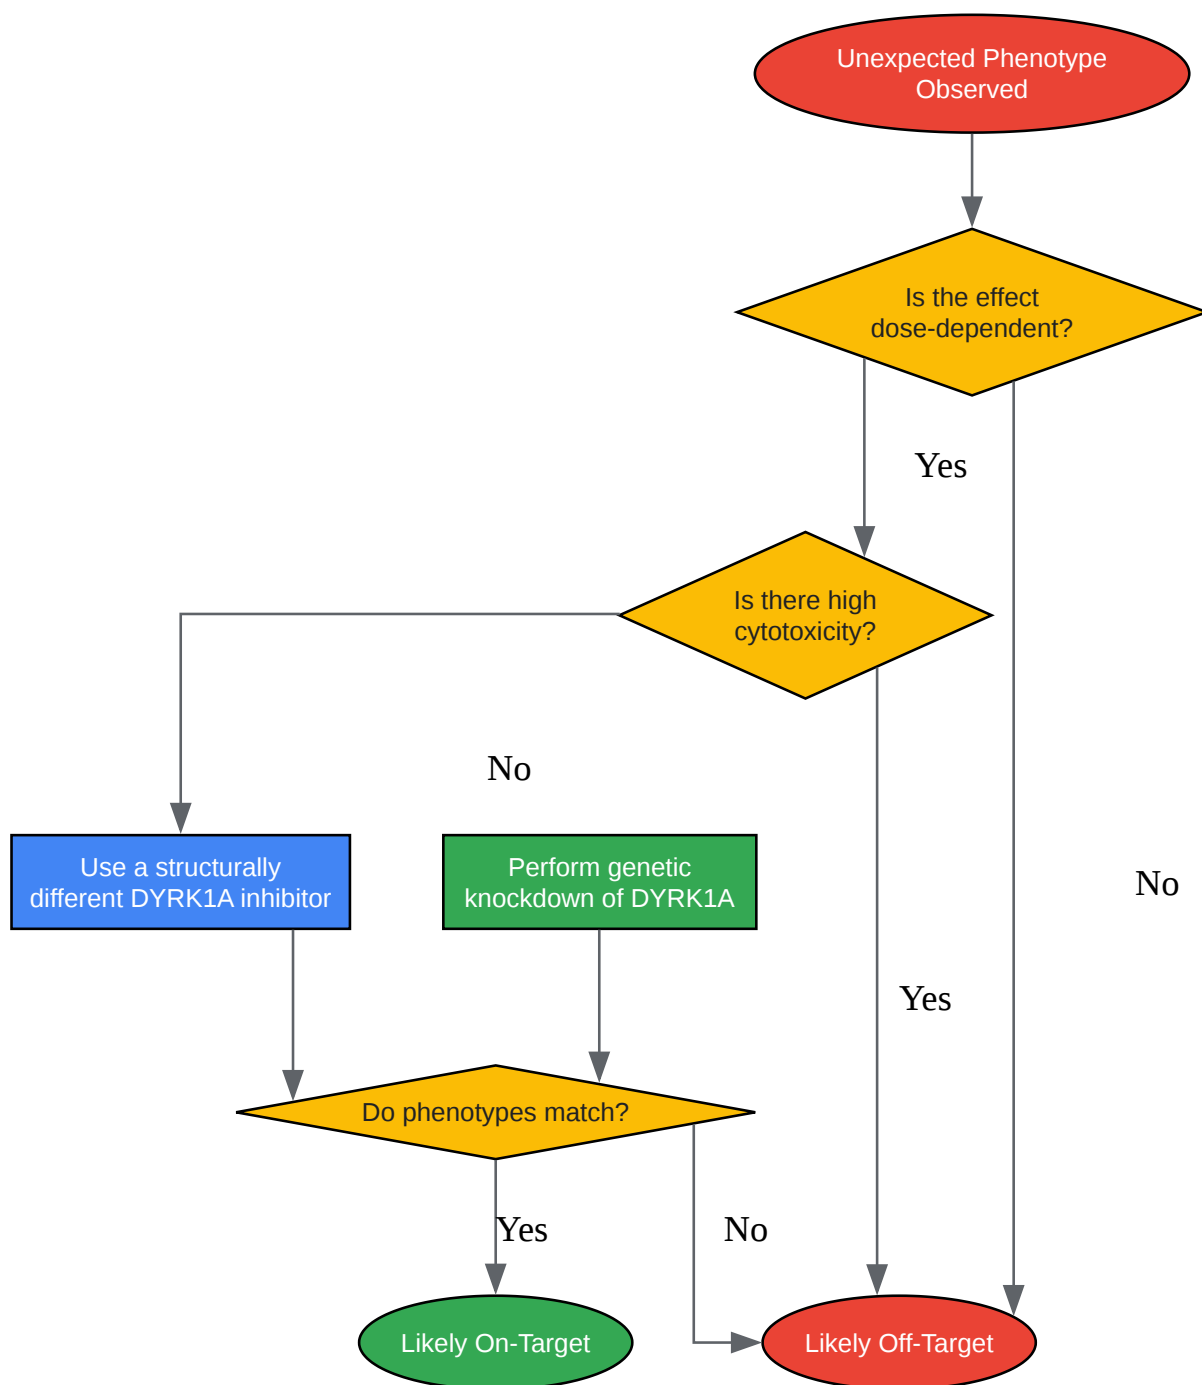 Unexpected Phenotype
Observed
Is the effect
dose-dependent?
Yes
Is there high
cytotoxicity?
No
Use a structurally
different DYRK1A inhibitor
Perform genetic
knockdown of DYRK1A
No
Yes
Do phenotypes match?
Yes
No
Likely On-Target
Likely Off-Target